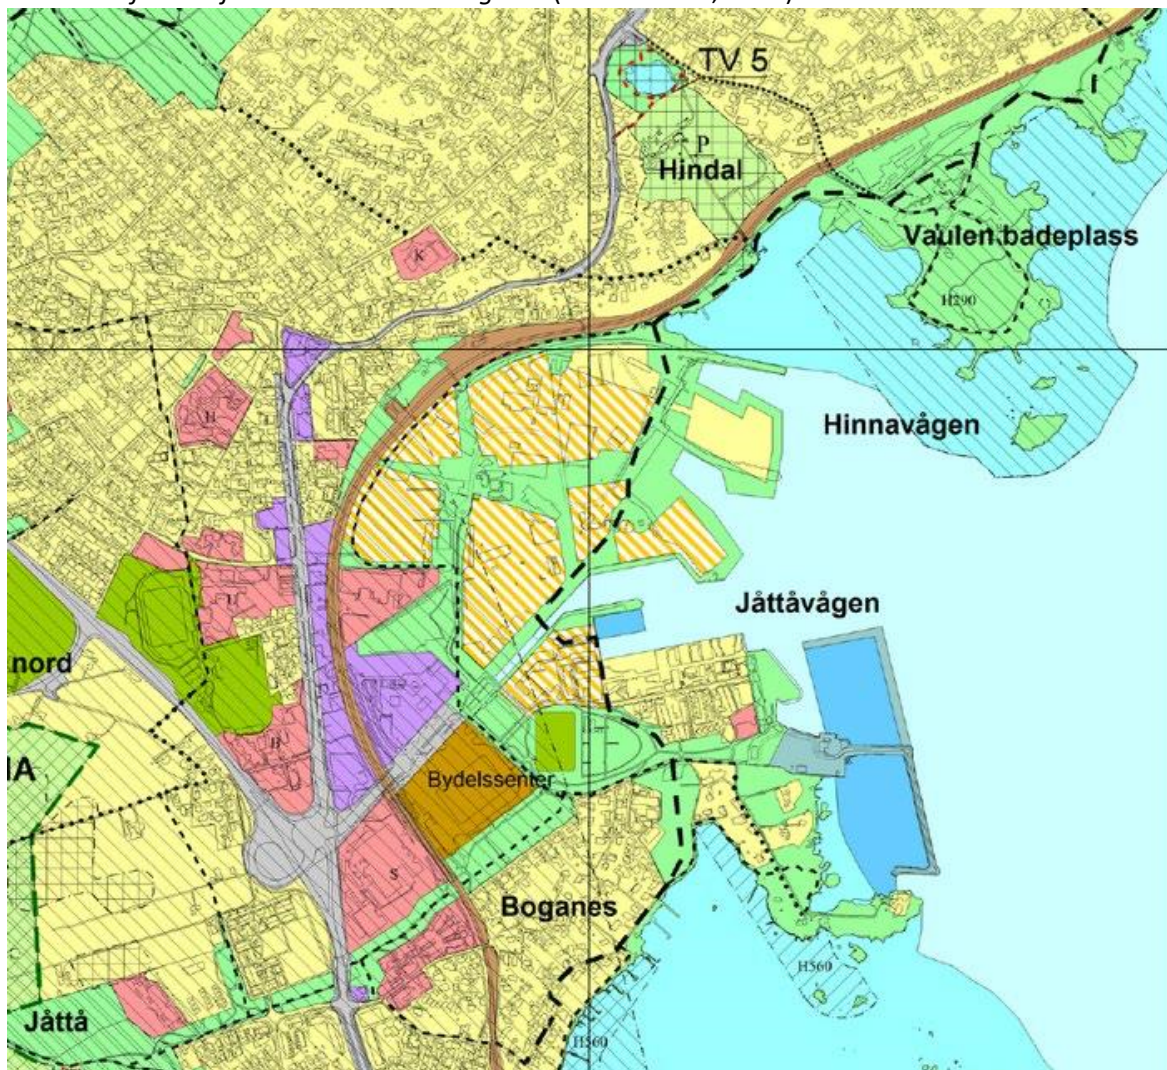 TV 5
P
Hindal
Vaulen badeplass
K
H290
H
Hinnavågen
Jåttåvågen
U
nord
B
IA
Bydelssenter
S
Boganes
H560
Jåttå
H560